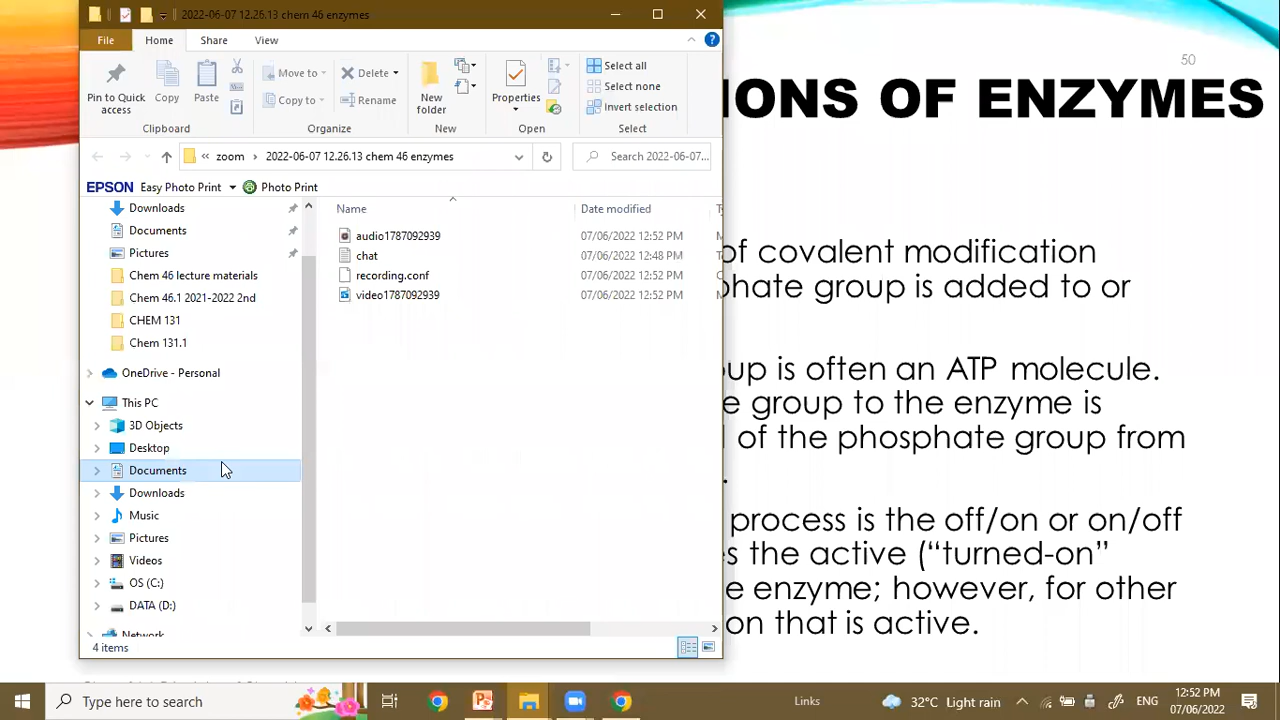 2022-06-07 12.26.13 chem 46 enzymes
File Home Share View
Pin to Quick access
Copy
Paste
Move to
Copy to
Delete
Rename
New folder
Properties
Select all
Select none
Invert selection
Clipboard Organize New Open Select
zoom 2022-06-07 12.26.13 chem 46 enzymes
Search 2022-06-07...
EPSON Easy Photo Print Photo Print
Downloads
Documents
Pictures
Chem 46 lecture materials
Chem 46.1 2021-2022 2nd
CHEM 131
Chem 131.1
OneDrive - Personal
This PC
3D Objects
Desktop
Documents
Downloads
Music
Pictures
Videos
OS (C:)
DATA (D:)
Network
Name Date modified
audio1787092939 07/06/2022 12:52 PM
chat 07/06/2022 12:48 PM
recording.conf 07/06/2022 12:52 PM
video1787092939 07/06/2022 12:52 PM
4 items
50
IONS OF ENZYMES
of covalent modification
phate group is added to or
up is often an ATP molecule.
e group to the enzyme is
of the phosphate group from
.
process is the off/on or on/off
es the active (“turned-on”
e enzyme; however, for other
on that is active.
Type here to search
Links
32°C Light rain
ENG
12:52 PM
07/06/2022